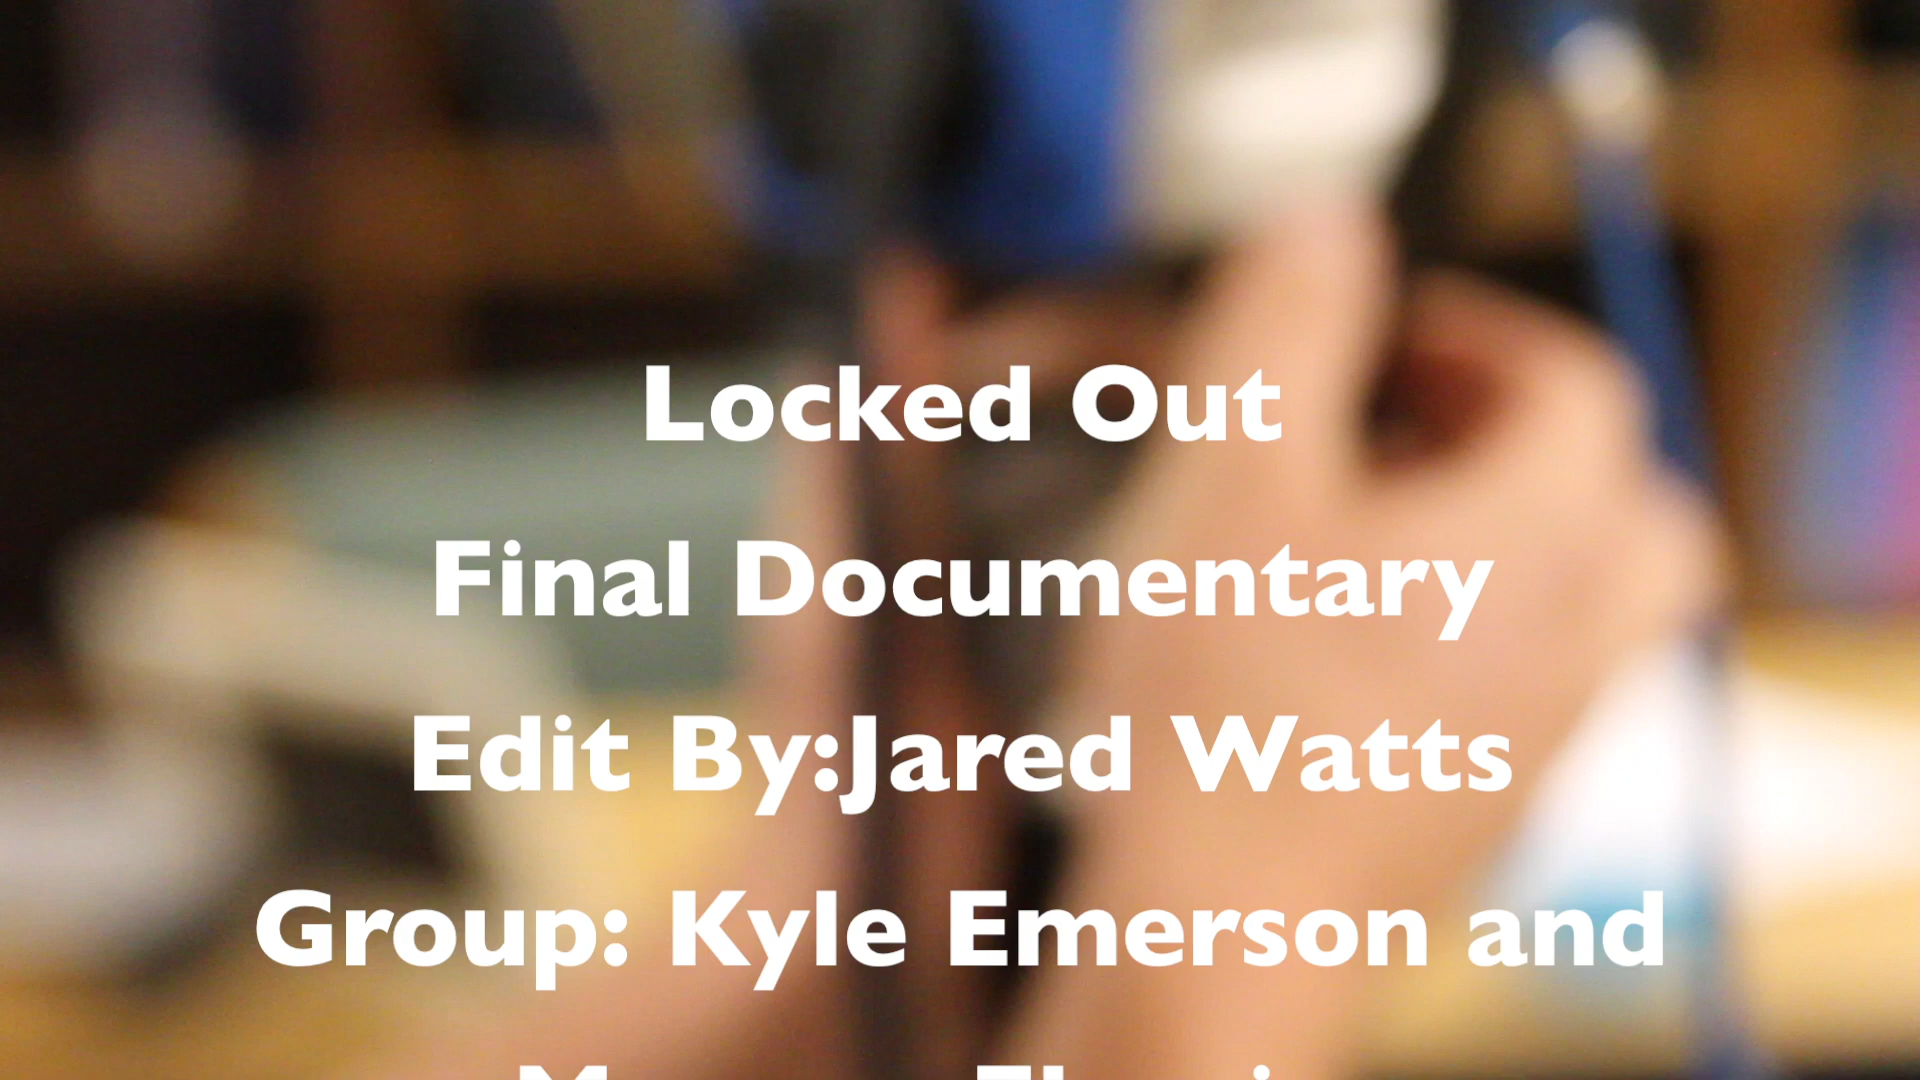 Locked Out
Final Documentary
Edit By:Jared Watts
Group: Kyle Emerson and